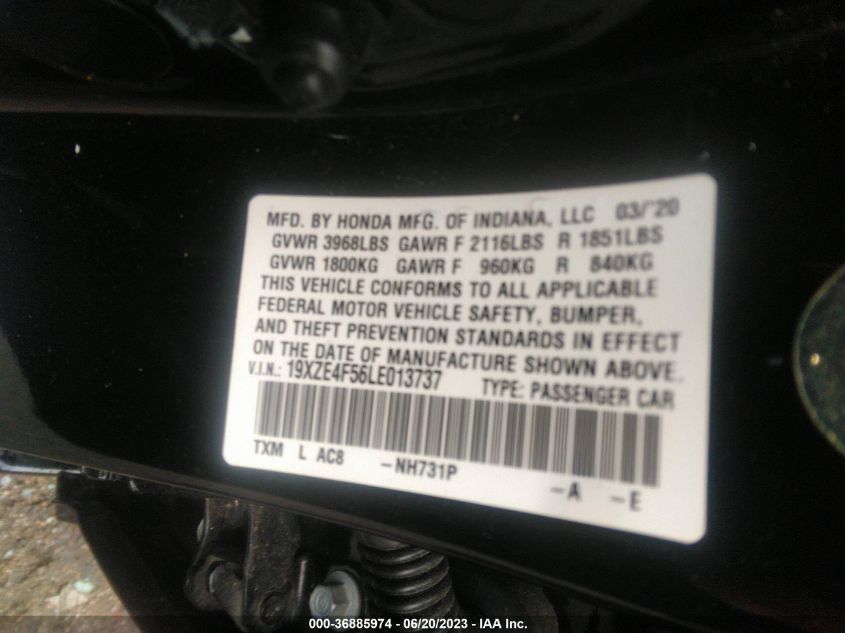 MFD. BY HONDA MFG. OF INDIANA, LLC 03/'20
GVWR 3968LBS GAWR F 2116LBS R 1851LBS
GVWR 1800KG GAWR F 960KG R 840KG
THIS VEHICLE CONFORMS TO ALL APPLICABLE
FEDERAL MOTOR VEHICLE SAFETY, BUMPER,
AND THEFT PREVENTION STANDARDS IN EFFECT
ON THE DATE OF MANUFACTURE SHOWN ABOVE.
V.I.N.: 19XZE4F56LE013737 TYPE: PASSENGER CAR
TXM L AC8 -NH731P -A -E
000-36885974 - 06/20/2023 - IAA Inc.